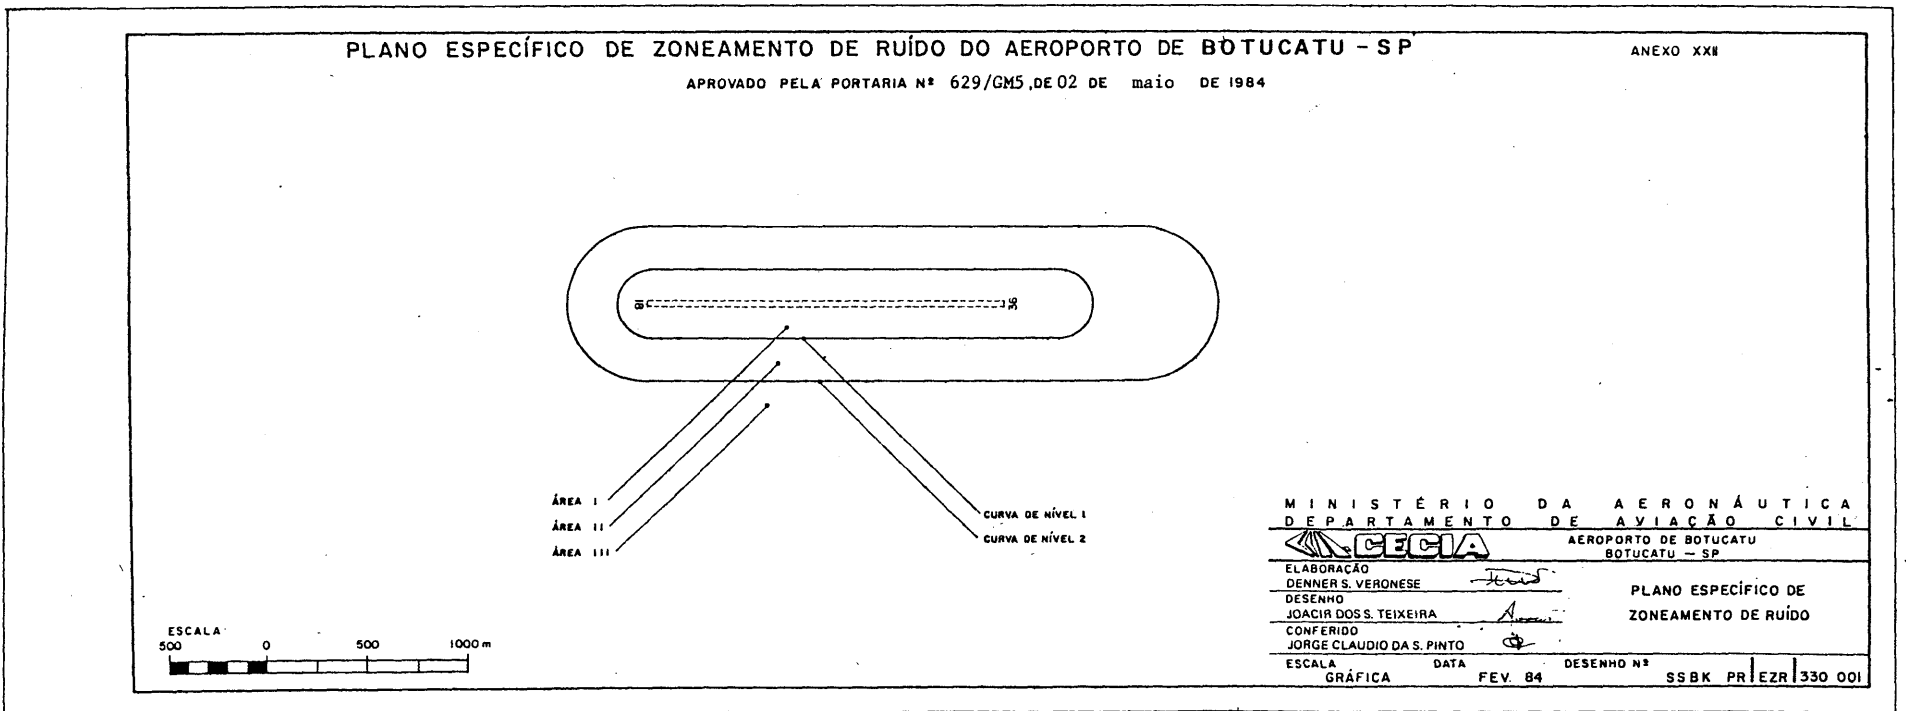 PLANO ESPECÍFICO DE ZONEAMENTO DE RUÍDO DO AEROPORTO DE BOTUCATU - SP
ANEXO XXII
APROVADO PELA PORTARIA Nº 629/GM5, DE 02 DE maio DE 1984
18
36
ÁREA I
ÁREA II
ÁREA III
CURVA DE NÍVEL 1
CURVA DE NÍVEL 2
ESCALA
500 0 500 1000 m
MINISTÉRIO DA AERONÁUTICA
DEPARTAMENTO DE AVIAÇÃO CIVIL
CECIA
AEROPORTO DE BOTUCATU
BOTUCATU - SP
ELABORAÇÃO
DENNER S. VERONESE
DESENHO
JOACIR DOS S. TEIXEIRA
CONFERIDO
JORGE CLAUDIO DA S. PINTO
PLANO ESPECÍFICO DE
ZONEAMENTO DE RUÍDO
ESCALA
GRÁFICA
DATA
FEV. 84
DESENHO Nº
SSBK PR EZR 330 001